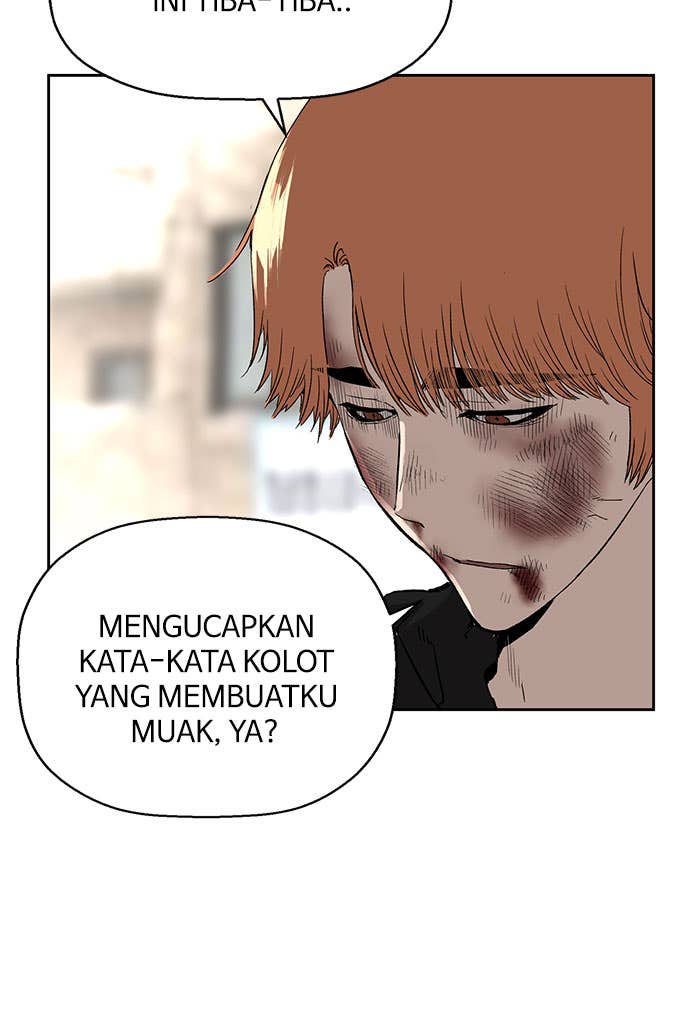 INI TIBA-TIBA..
MENGUCAPKAN
KATA-KATA KOLOT
YANG MEMBUATKU
MUAK, YA?